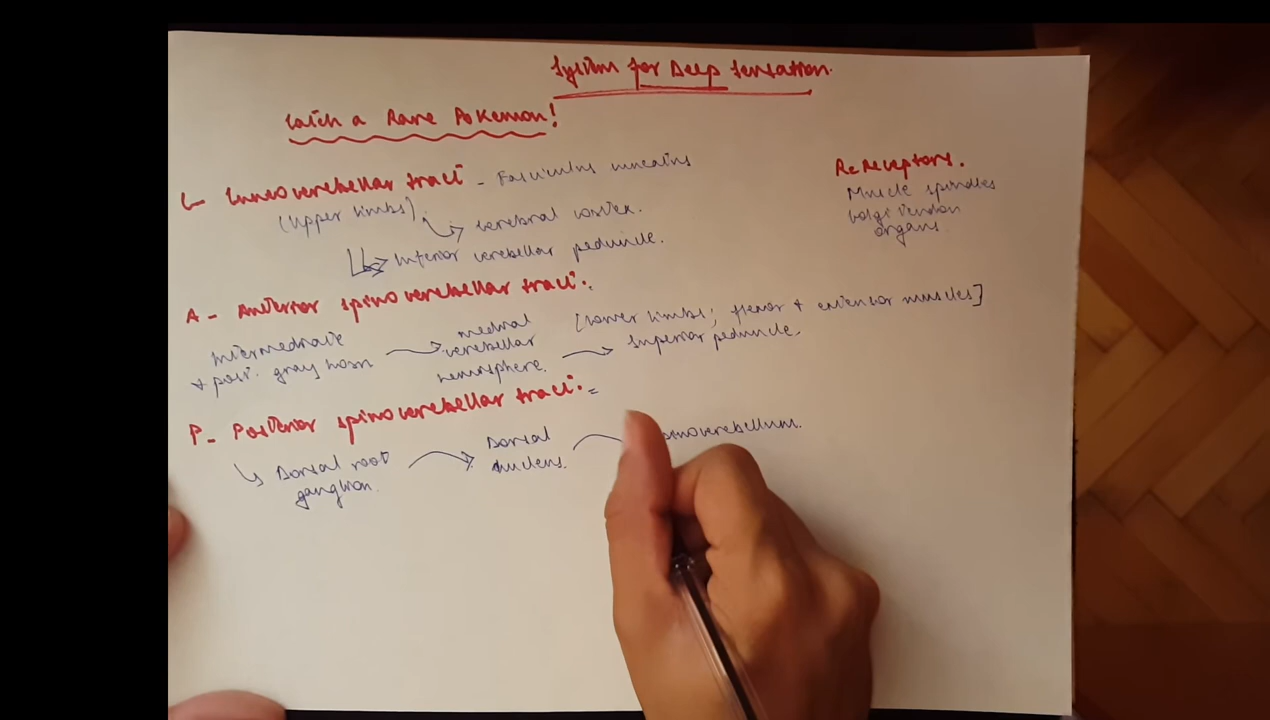 System for Deep Sensation.
Catch a Rare Pokemon!
C- Cuneocerebellar tract - Fasciculus cuneatus
(Upper limbs).
Cerebral cortex.
Inferior cerebellar peduncle.
Receptors.
Muscle spindles
Golgi tendon
organs.
A - Anterior spinocerebellar tract:.
[Lower limbs; flexor + extensor muscles]
Intermediate
+ post. gray horn
medial
cerebellar
hemisphere.
Superior peduncle.
P- Posterior spinocerebellar tract:. =
Dorsal root
ganglion.
Dorsal
nucleus.